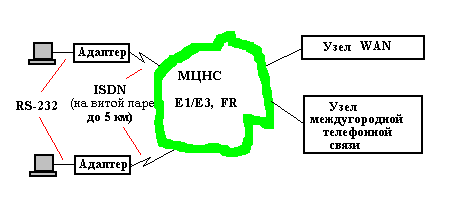 Адаптер
Узел WAN
МЦНС
ISDN
RS-232
(на витой паре
до 5 км)
E1/E3, FR
Узел
междугородной
телефонной
связи
Адаптер